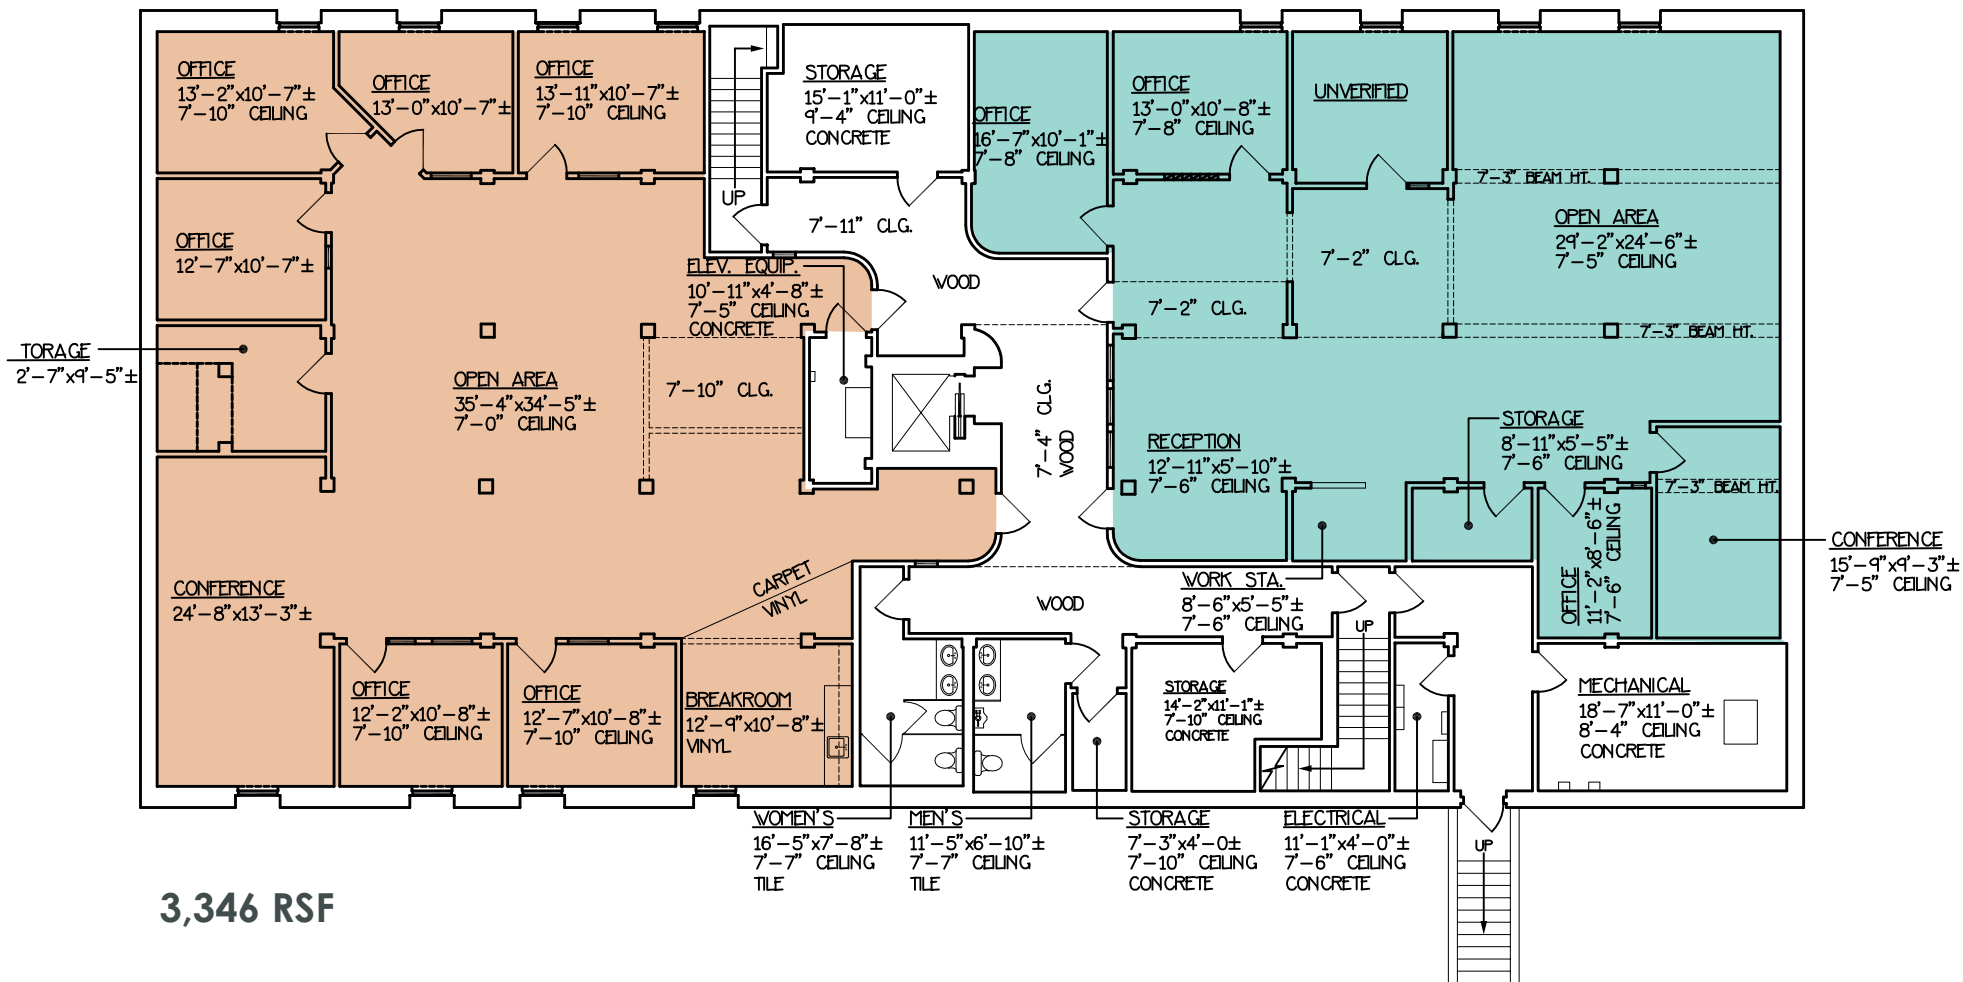 OFFICE
13'-2"x10'-7"±
7'-10" CEILING
OFFICE
13'-0"x10'-7"±
OFFICE
13'-11"x10'-7"±
7'-10" CEILING
UP
STORAGE
15'-1"x11'-0"±
9'-4" CEILING
CONCRETE
OFFICE
16'-7"x10'-1"±
7'-8" CEILING
OFFICE
13'-0"x10'-8"±
7'-8" CEILING
UNVERIFIED
7'-3" BEAM HT.
OPEN AREA
29'-2"x24'-6"±
7'-5" CEILING
OFFICE
12'-7"x10'-7"±
7'-11" CLG.
ELEV. EQUIP.
10'-11"x4'-8"±
7'-5" CEILING
CONCRETE
WOOD
7'-2" CLG.
7'-2" CLG.
7'-3" BEAM HT.
TORAGE
2'-7"x9'-5"±
OPEN AREA
35'-4"x34'-5"±
7'-0" CEILING
7'-10" CLG.
7'-4" CLG.
WOOD
RECEPTION
12'-11"x5'-10"±
7'-6" CEILING
STORAGE
8'-11"x5'-5"±
7'-6" CEILING
7'-3" BEAM HT.
CONFERENCE
15'-9"x9'-3"±
7'-5" CEILING
OFFICE
11'-2"x8'-6"±
7'-6" CEILING
CONFERENCE
24'-8"x13'-3"±
CARPET
VINYL
WOOD
WORK STA.
8'-6"x5'-5"±
7'-6" CEILING
UP
OFFICE
12'-2"x10'-8"±
7'-10" CEILING
OFFICE
12'-7"x10'-8"±
7'-10" CEILING
BREAKROOM
12'-9"x10'-8"±
VINYL
STORAGE
14'-2"x11'-1"±
7'-10" CEILING
CONCRETE
MECHANICAL
18'-7"x11'-0"±
8'-4" CEILING
CONCRETE
WOMEN'S
16'-5"x7'-8"±
7'-7" CEILING
TILE
MEN'S
11'-5"x6'-10"±
7'-7" CEILING
TILE
STORAGE
7'-3"x4'-0±
7'-10" CEILING
CONCRETE
ELECTRICAL
11'-1"x4'-0"±
7'-6" CEILING
CONCRETE
UP
3,346 RSF